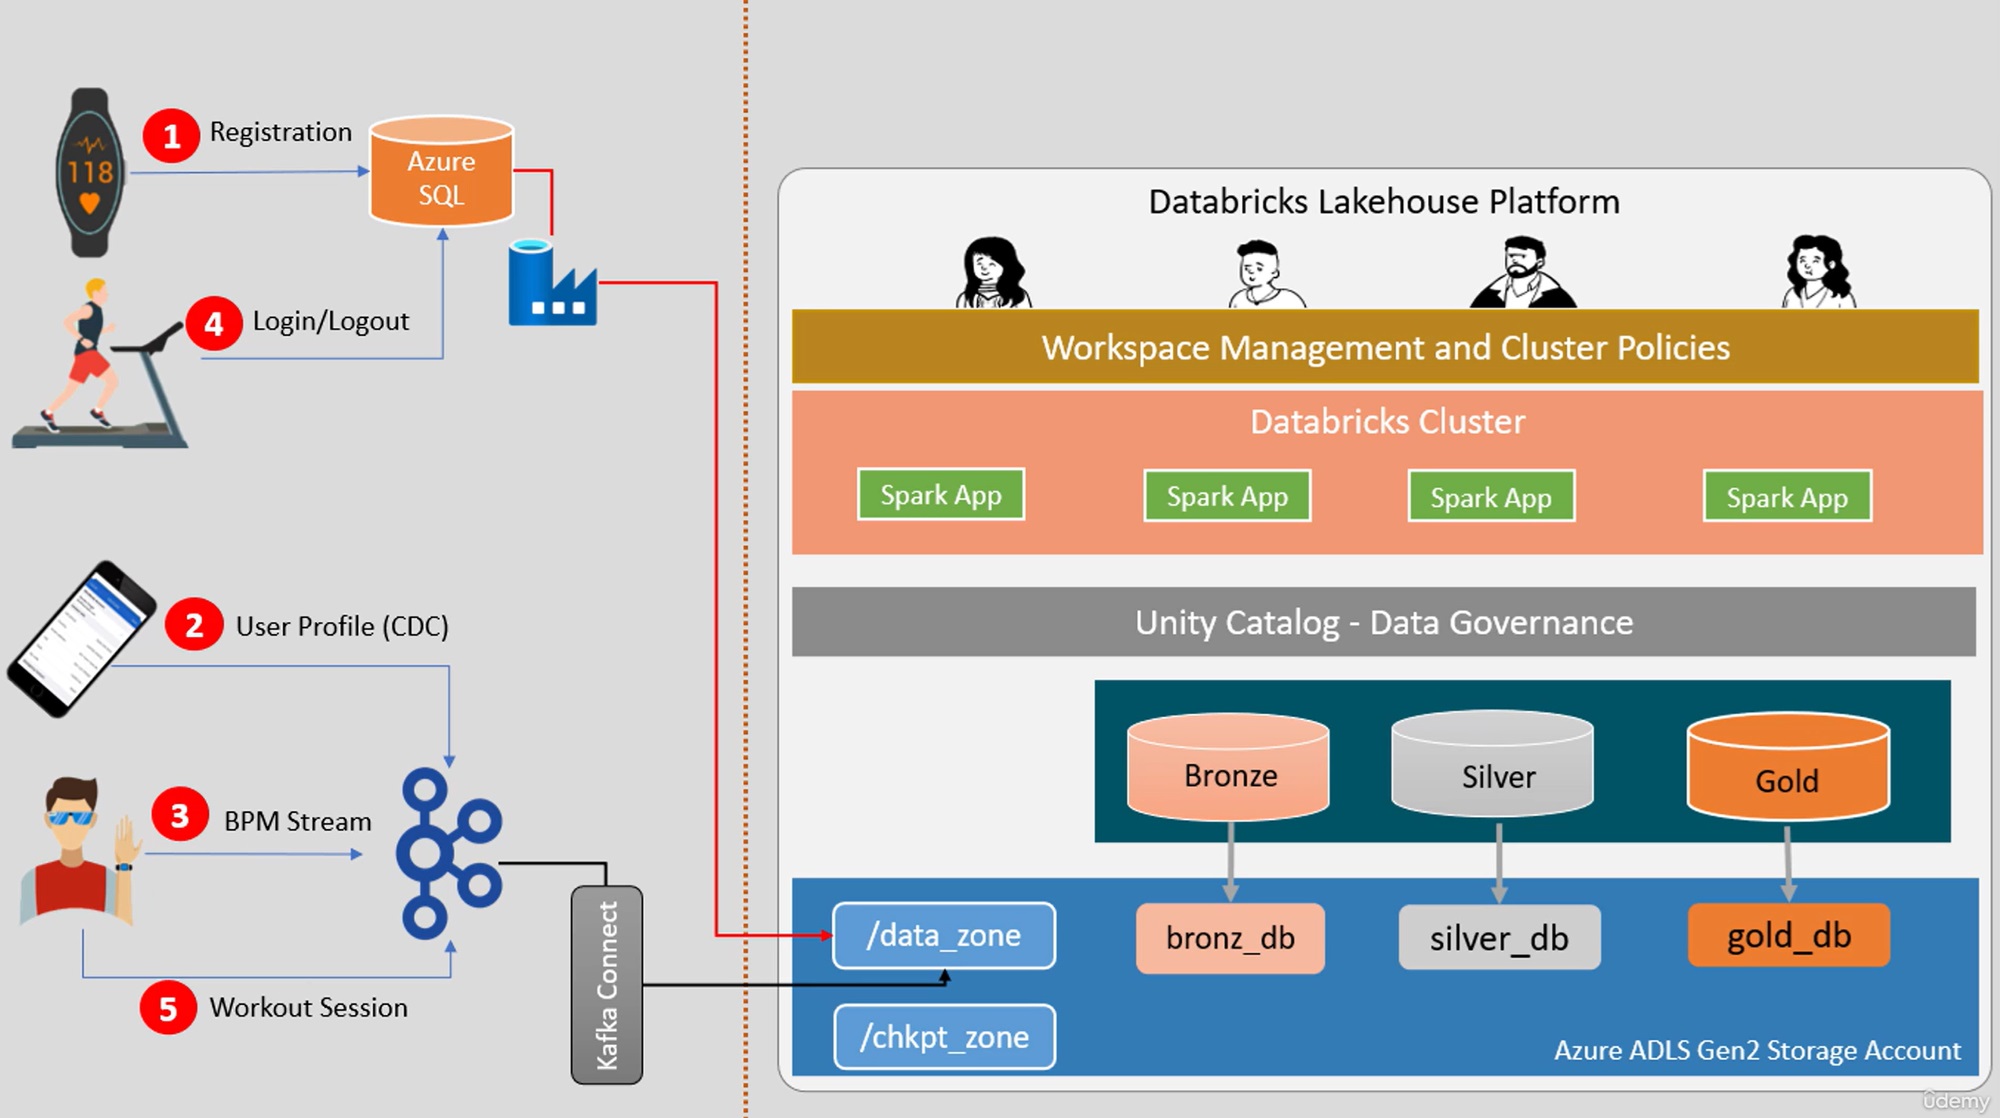 1
Registration
118
Azure
SQL
4
Login/Logout
2
User Profile (CDC)
3
BPM Stream
5
Workout Session
Kafka Connect
Databricks Lakehouse Platform
Workspace Management and Cluster Policies
Databricks Cluster
Spark App
Spark App
Spark App
Spark App
Unity Catalog - Data Governance
Bronze
Silver
Gold
/data_zone
bronz_db
silver_db
gold_db
/chkpt_zone
Azure ADLS Gen2 Storage Account
ûdemy